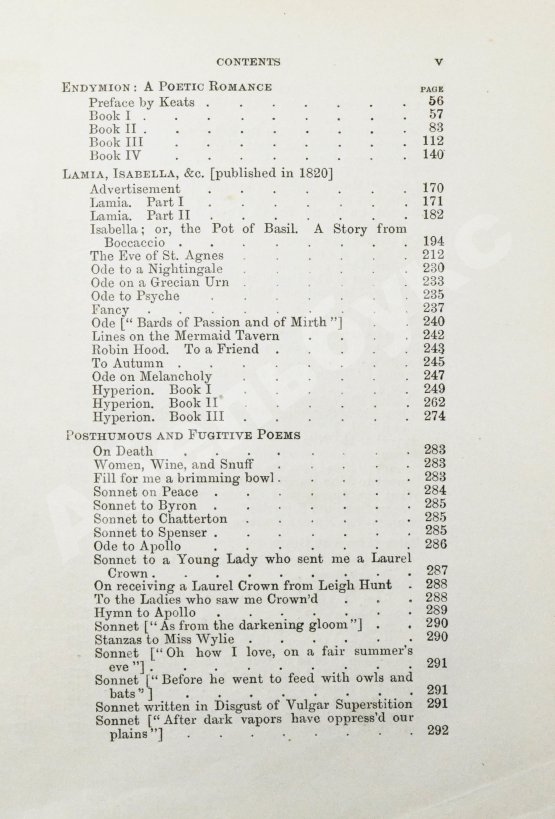 CONTENTS v
ENDYMION: A POETIC ROMANCE PAGE
Preface by Keats . . . . . . . 56
Book I . . . . . . . . 57
Book II . . . . . . . . 83
Book III . . . . . . . 112
Book IV . . . . . . . 140
LAMIA, ISABELLA, &c. [published in 1820]
Advertisement . . . . . . 170
Lamia. Part I . . . . . . 171
Lamia. Part II . . . . . . 182
Isabella; or, the Pot of Basil. A Story from
Boccaccio . . . . . . . 194
The Eve of St. Agnes . . . . . 212
Ode to a Nightingale . . . . . 230
Ode on a Grecian Urn . . . . . 233
Ode to Psyche . . . . . . 235
Fancy . . . . . . . . 237
Ode [“Bards of Passion and of Mirth”] . . 240
Lines on the Mermaid Tavern . . . . 242
Robin Hood. To a Friend . . . . 243
To Autumn . . . . . . . 245
Ode on Melancholy . . . . . 247
Hyperion. Book I . . . . . 249
Hyperion. Book II . . . . . 262
Hyperion. Book III . . . . . 274
POSTHUMOUS AND FUGITIVE POEMS
On Death . . . . . . . 283
Women, Wine, and Snuff . . . . 283
Fill for me a brimming bowl . . . . 283
Sonnet on Peace . . . . . . 284
Sonnet to Byron . . . . . . 285
Sonnet to Chatterton . . . . . 285
Sonnet to Spenser . . . . . . 285
Ode to Apollo . . . . . . 286
Sonnet to a Young Lady who sent me a Laurel
Crown . . . . . . . . 287
On receiving a Laurel Crown from Leigh Hunt . 288
To the Ladies who saw me Crown'd . . . 288
Hymn to Apollo . . . . . . 289
Sonnet [“As from the darkening gloom”] . . 290
Stanzas to Miss Wylie . . . . . 290
Sonnet [“Oh how I love, on a fair summer's
eve”] . . . . . . . . 291
Sonnet [“Before he went to feed with owls and
bats”] . . . . . . . 291
Sonnet written in Disgust of Vulgar Superstition 291
Sonnet [“After dark vapors have oppress'd our
plains”] . . . . . . . 292